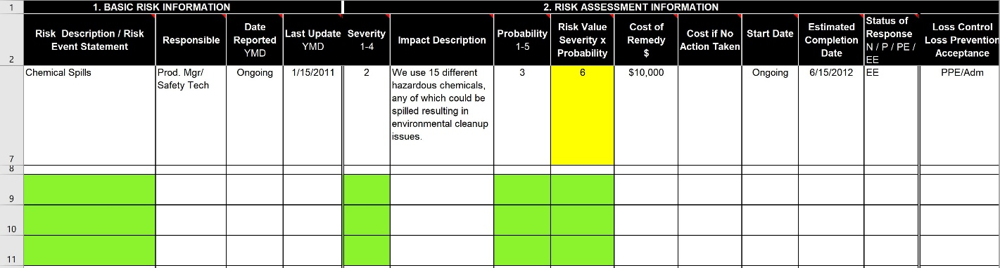 1
1. BASIC RISK INFORMATION
2. RISK ASSESSMENT INFORMATION
2
Risk Description / Risk
Event Statement
Responsible
Date
Reported
YMD
Last Update
YMD
Severity
1-4
Impact Description
Probability
1-5
Risk Value
Severity x
Probability
Cost of
Remedy
$
Cost if No
Action Taken
Start Date
Estimated
Completion
Date
Status of
Response
N / P / PE /
EE
Loss Control
Loss Prevention
Acceptance
7
Chemical Spills
Prod. Mgr/
Safety Tech
Ongoing
1/15/2011
2
We use 15 different
hazardous chemicals,
any of which could be
spilled resulting in
environmental cleanup
issues.
3
6
$10,000
Ongoing
6/15/2012
EE
PPE/Adm
8
9
10
11